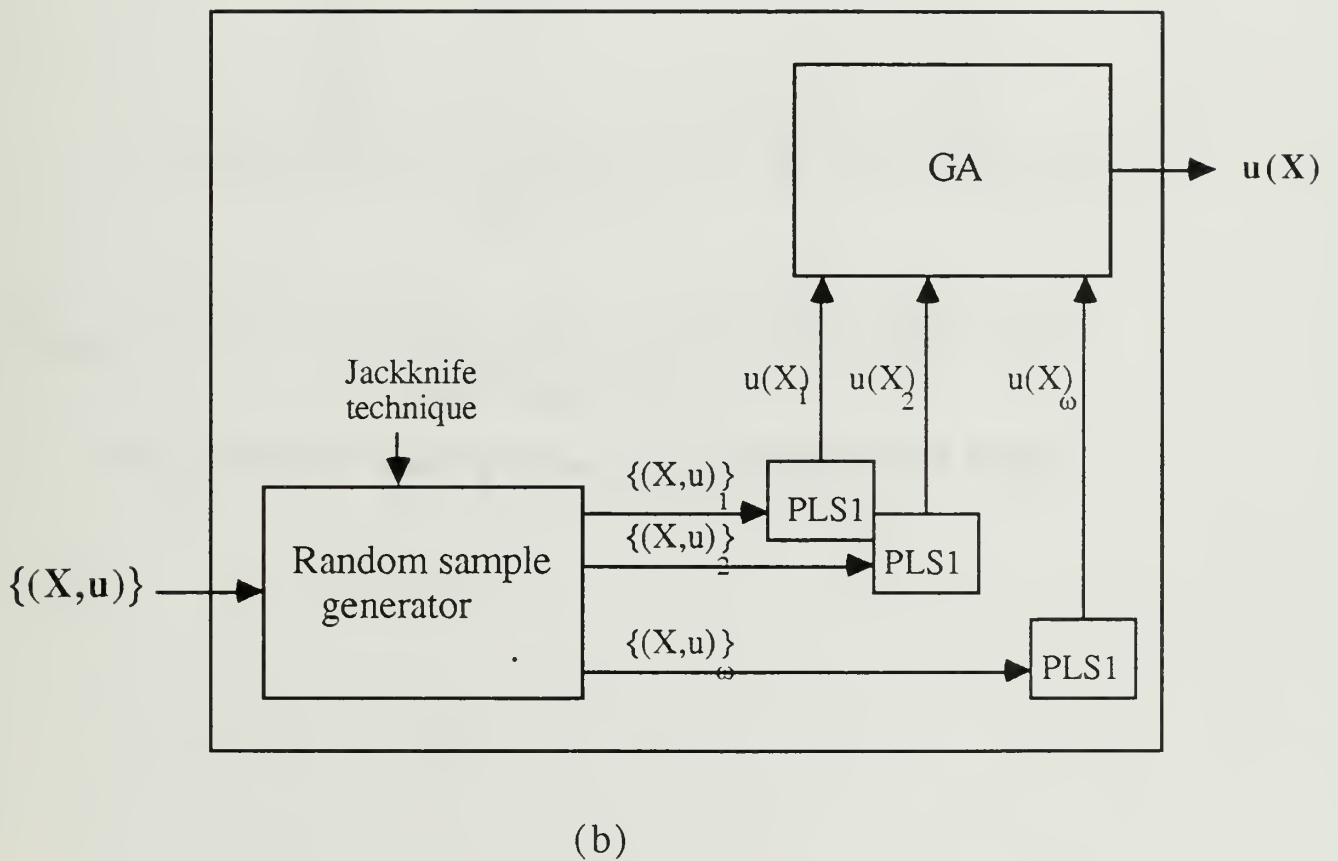 GA
u(X)
u(X)₁
u(X)₂
u(X)ω
Jackknife
technique
{(X,u)}₁
PLS1
{(X,u)}₂
PLS1
Random sample
generator
{(X,u)}
{(X,u)}ω
PLS1
(b)